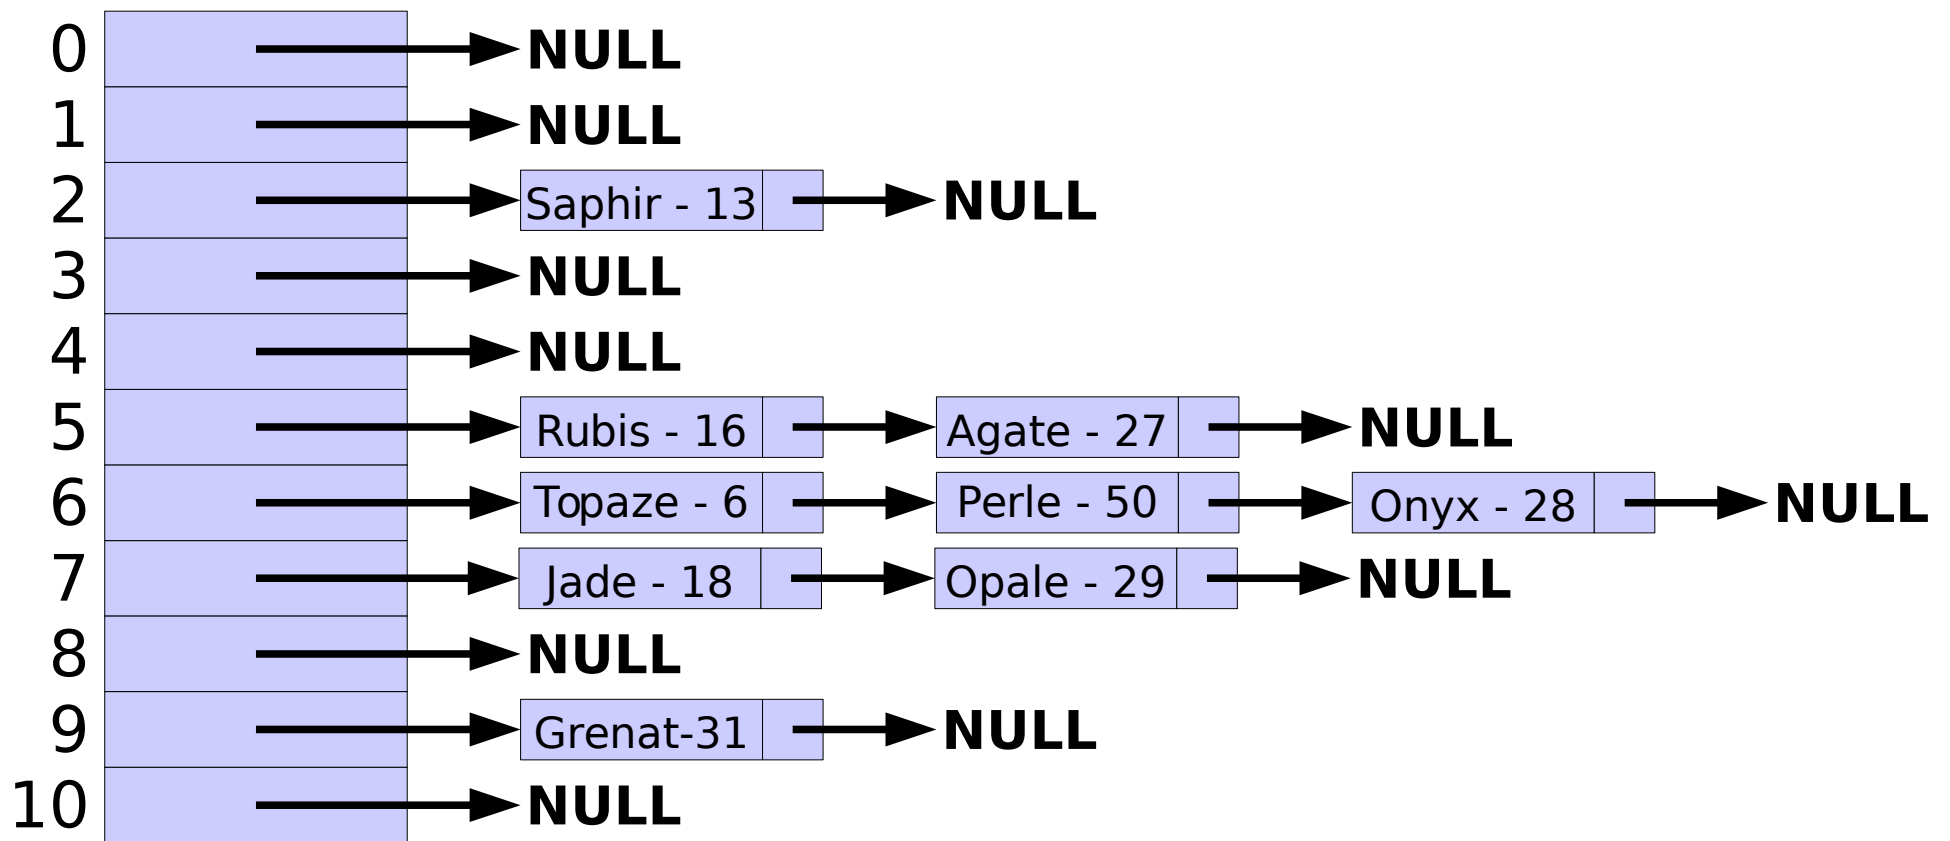 0 NULL
1 NULL
2 Saphir - 13 NULL
3 NULL
4 NULL
5 Rubis - 16 Agate - 27 NULL
6 Topaze - 6 Perle - 50 Onyx - 28 NULL
7 Jade - 18 Opale - 29 NULL
8 NULL
9 Grenat-31 NULL
10 NULL